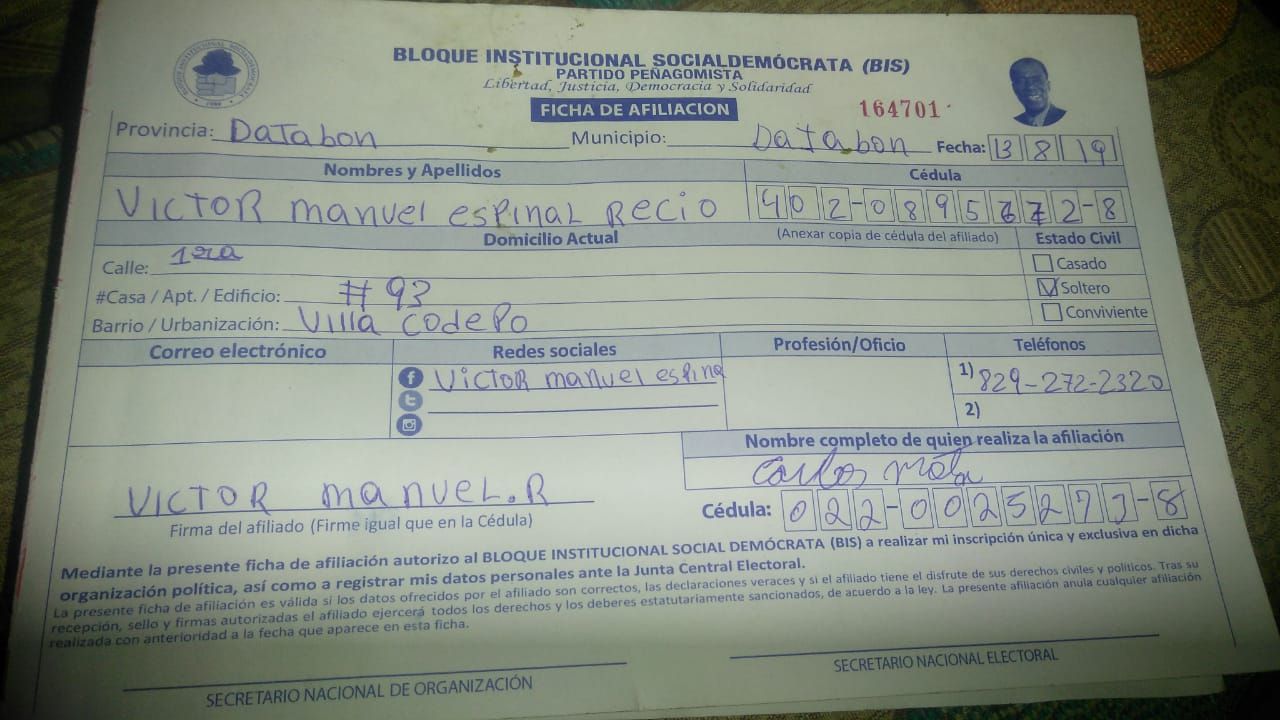 BLOQUE INSTITUCIONAL SOCIALDEMÓCRATA (BIS)
PARTIDO PEÑAGOMISTA
Libertad, Justicia, Democracia y Solidaridad
FICHA DE AFILIACION
164701
Provincia: DaTabon Municipio: DaTabon Fecha: 13 8 19
Nombres y Apellidos Cédula
VICTOR manuel espinal Recio 402-0895772-8
Domicilio Actual (Anexar copia de cédula del afiliado) Estado Civil
Calle: 1ra
Casado
#Casa / Apt. / Edificio: # 93
Soltero
Barrio / Urbanización: Villa codepo
Conviviente
Correo electrónico Redes sociales Profesión/Oficio Teléfonos
VicTOR manuel espina
1) 829-272-2320
2)
Nombre completo de quien realiza la afiliación
Carlos mota
VICTOR manuel.R
Cédula: 022-0025271-8
Firma del afiliado (Firme igual que en la Cédula)
Mediante la presente ficha de afiliación autorizo al BLOQUE INSTITUCIONAL SOCIAL DEMÓCRATA (BIS) a realizar mi inscripción única y exclusiva en dicha
organización política, así como a registrar mis datos personales ante la Junta Central Electoral.
La presente ficha de afiliación es válida si los datos ofrecidos por el afiliado son correctos, las declaraciones veraces y si el afiliado tiene el disfrute de sus derechos civiles y políticos. Tras su
recepción, sello y firmas autorizadas el afiliado ejercerá todos los derechos y los deberes estatutariamente sancionados, de acuerdo a la ley. La presente afiliación anula cualquier afiliación
realizada con anterioridad a la fecha que aparece en esta ficha.
SECRETARIO NACIONAL DE ORGANIZACIÓN SECRETARIO NACIONAL ELECTORAL